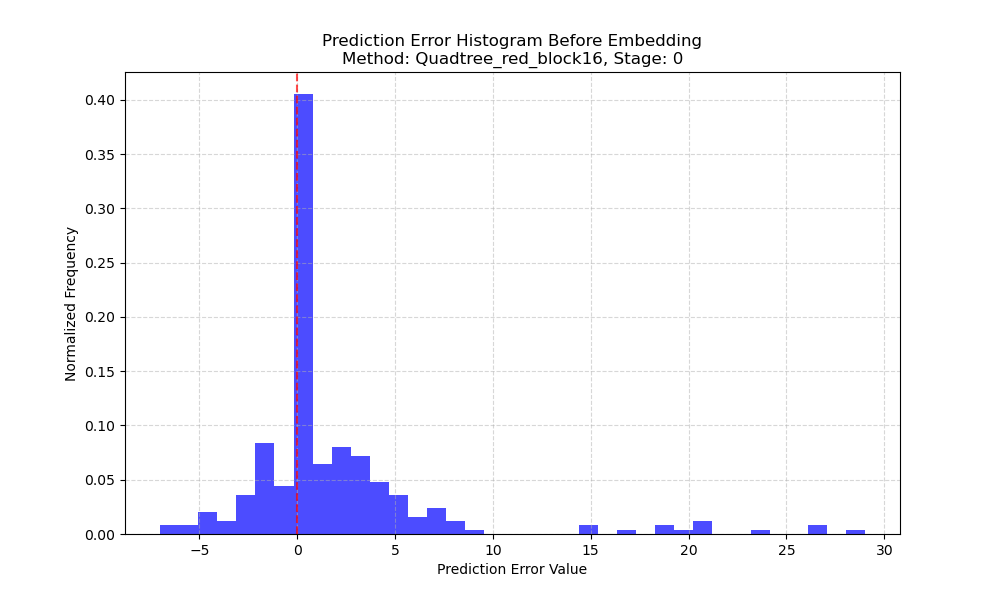 Prediction Error Histogram Before Embedding
Method: Quadtree_red_block16, Stage: 0
Normalized Frequency
0.40
0.35
0.30
0.25
0.20
0.15
0.10
0.05
0.00
−5 0 5 10 15 20 25 30
Prediction Error Value